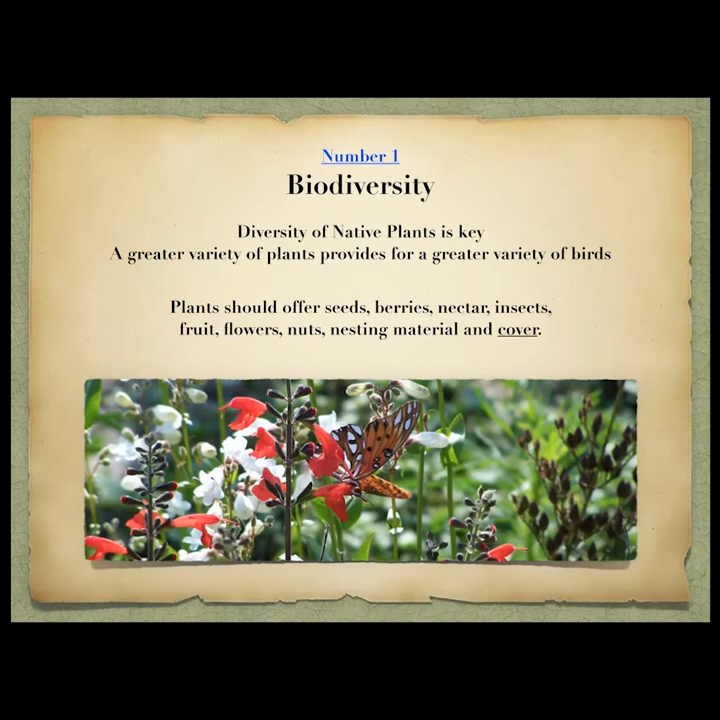 Number 1
Biodiversity
Diversity of Native Plants is key
A greater variety of plants provides for a greater variety of birds
Plants should offer seeds, berries, nectar, insects,
fruit, flowers, nuts, nesting material and cover.